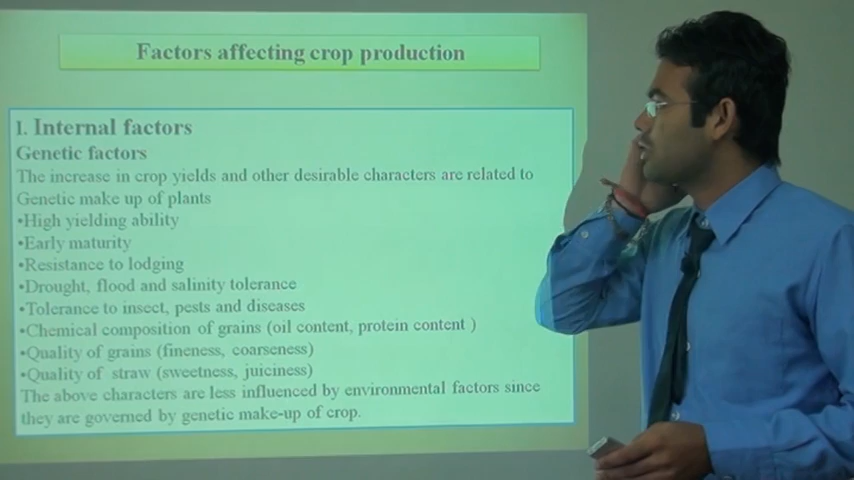 Factors affecting crop production
I. Internal factors
Genetic factors
The increase in crop yields and other desirable characters are related to
Genetic make up of plants
•High yielding ability
•Early maturity
•Resistance to lodging
•Drought, flood and salinity tolerance
•Tolerance to insect, pests and diseases
•Chemical composition of grains (oil content, protein content )
•Quality of grains (fineness, coarseness)
•Quality of  straw (sweetness, juiciness)
The above characters are less influenced by environmental factors since
they are governed by genetic make-up of crop.